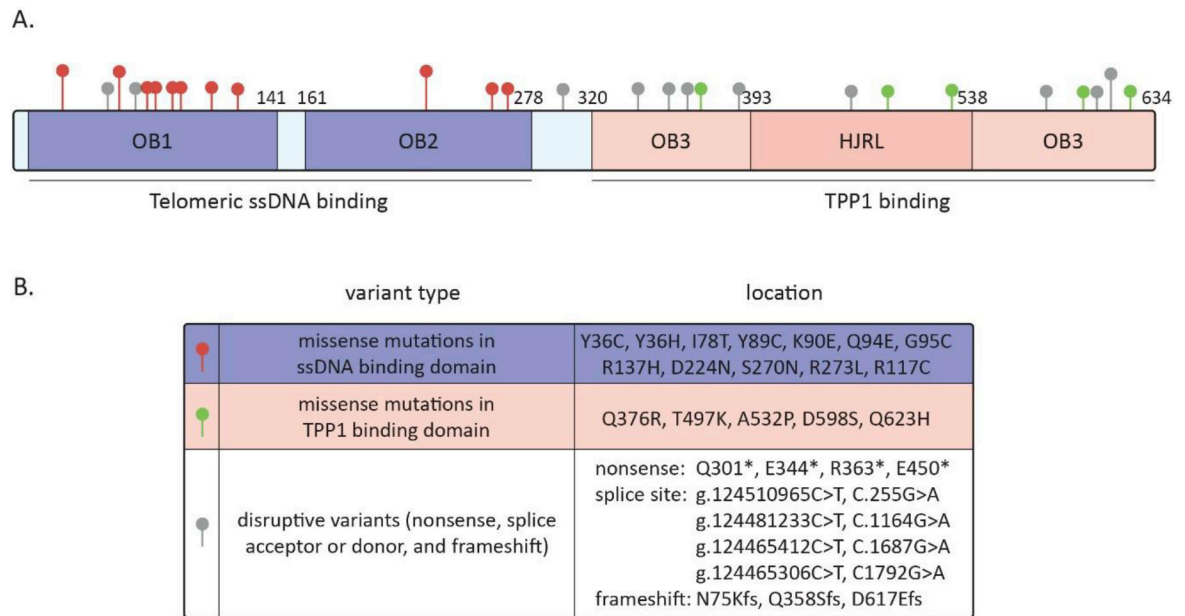 A.
141 161 278 320 393 538 634
OB1 OB2 OB3 HJRL OB3
Telomeric ssDNA binding TPP1 binding
B.
variant type location
missense mutations in
ssDNA binding domain
Y36C, Y36H, I78T, Y89C, K90E, Q94E, G95C
R137H, D224N, S270N, R273L, R117C
missense mutations in
TPP1 binding domain
Q376R, T497K, A532P, D598S, Q623H
disruptive variants (nonsense, splice
acceptor or donor, and frameshift)
nonsense: Q301*, E344*, R363*, E450*
splice site: g.124510965C>T, C.255G>A
g.124481233C>T, C.1164G>A
g.124465412C>T, C.1687G>A
g.124465306C>T, C1792G>A
frameshift: N75Kfs, Q358Sfs, D617Efs